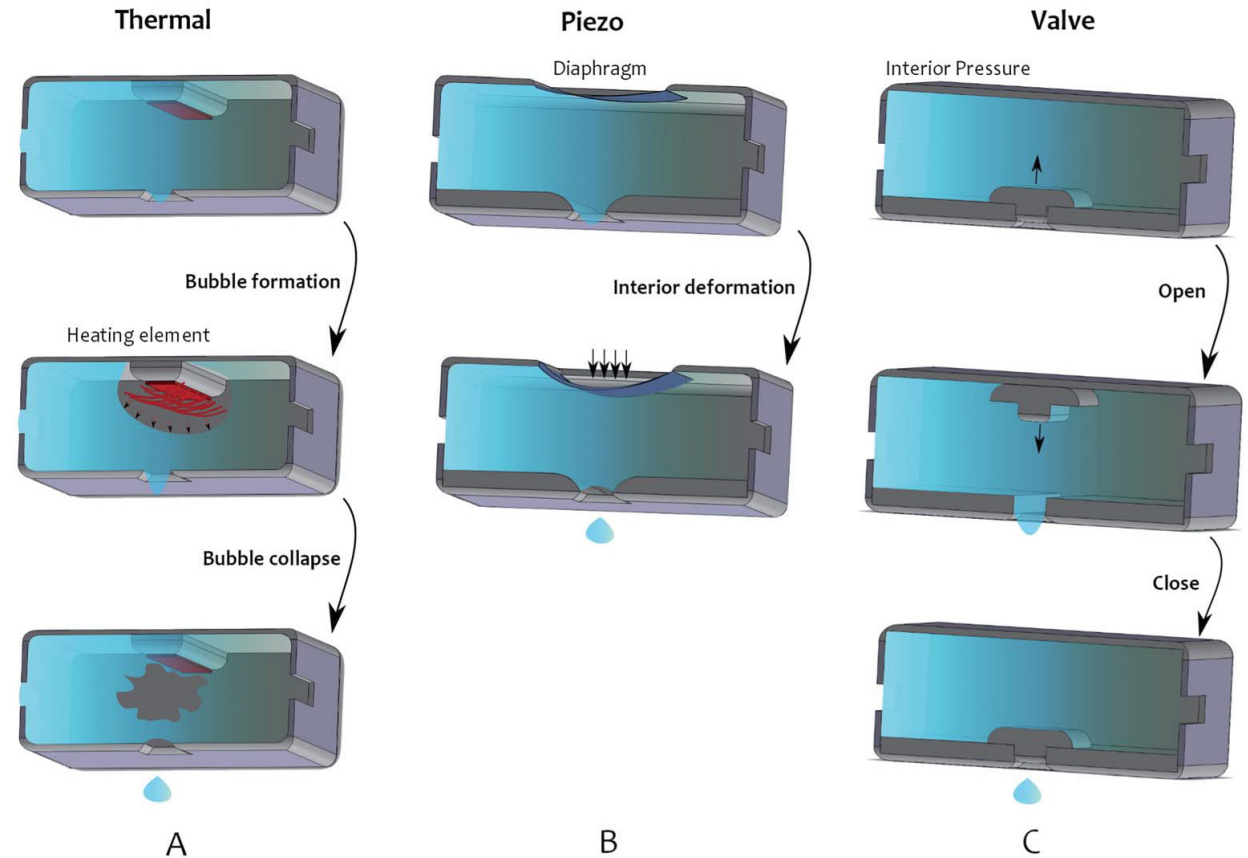 Thermal
Piezo
Valve
Diaphragm
Interior Pressure
Bubble formation
Interior deformation
Open
Heating element
Bubble collapse
Close
A
B
C